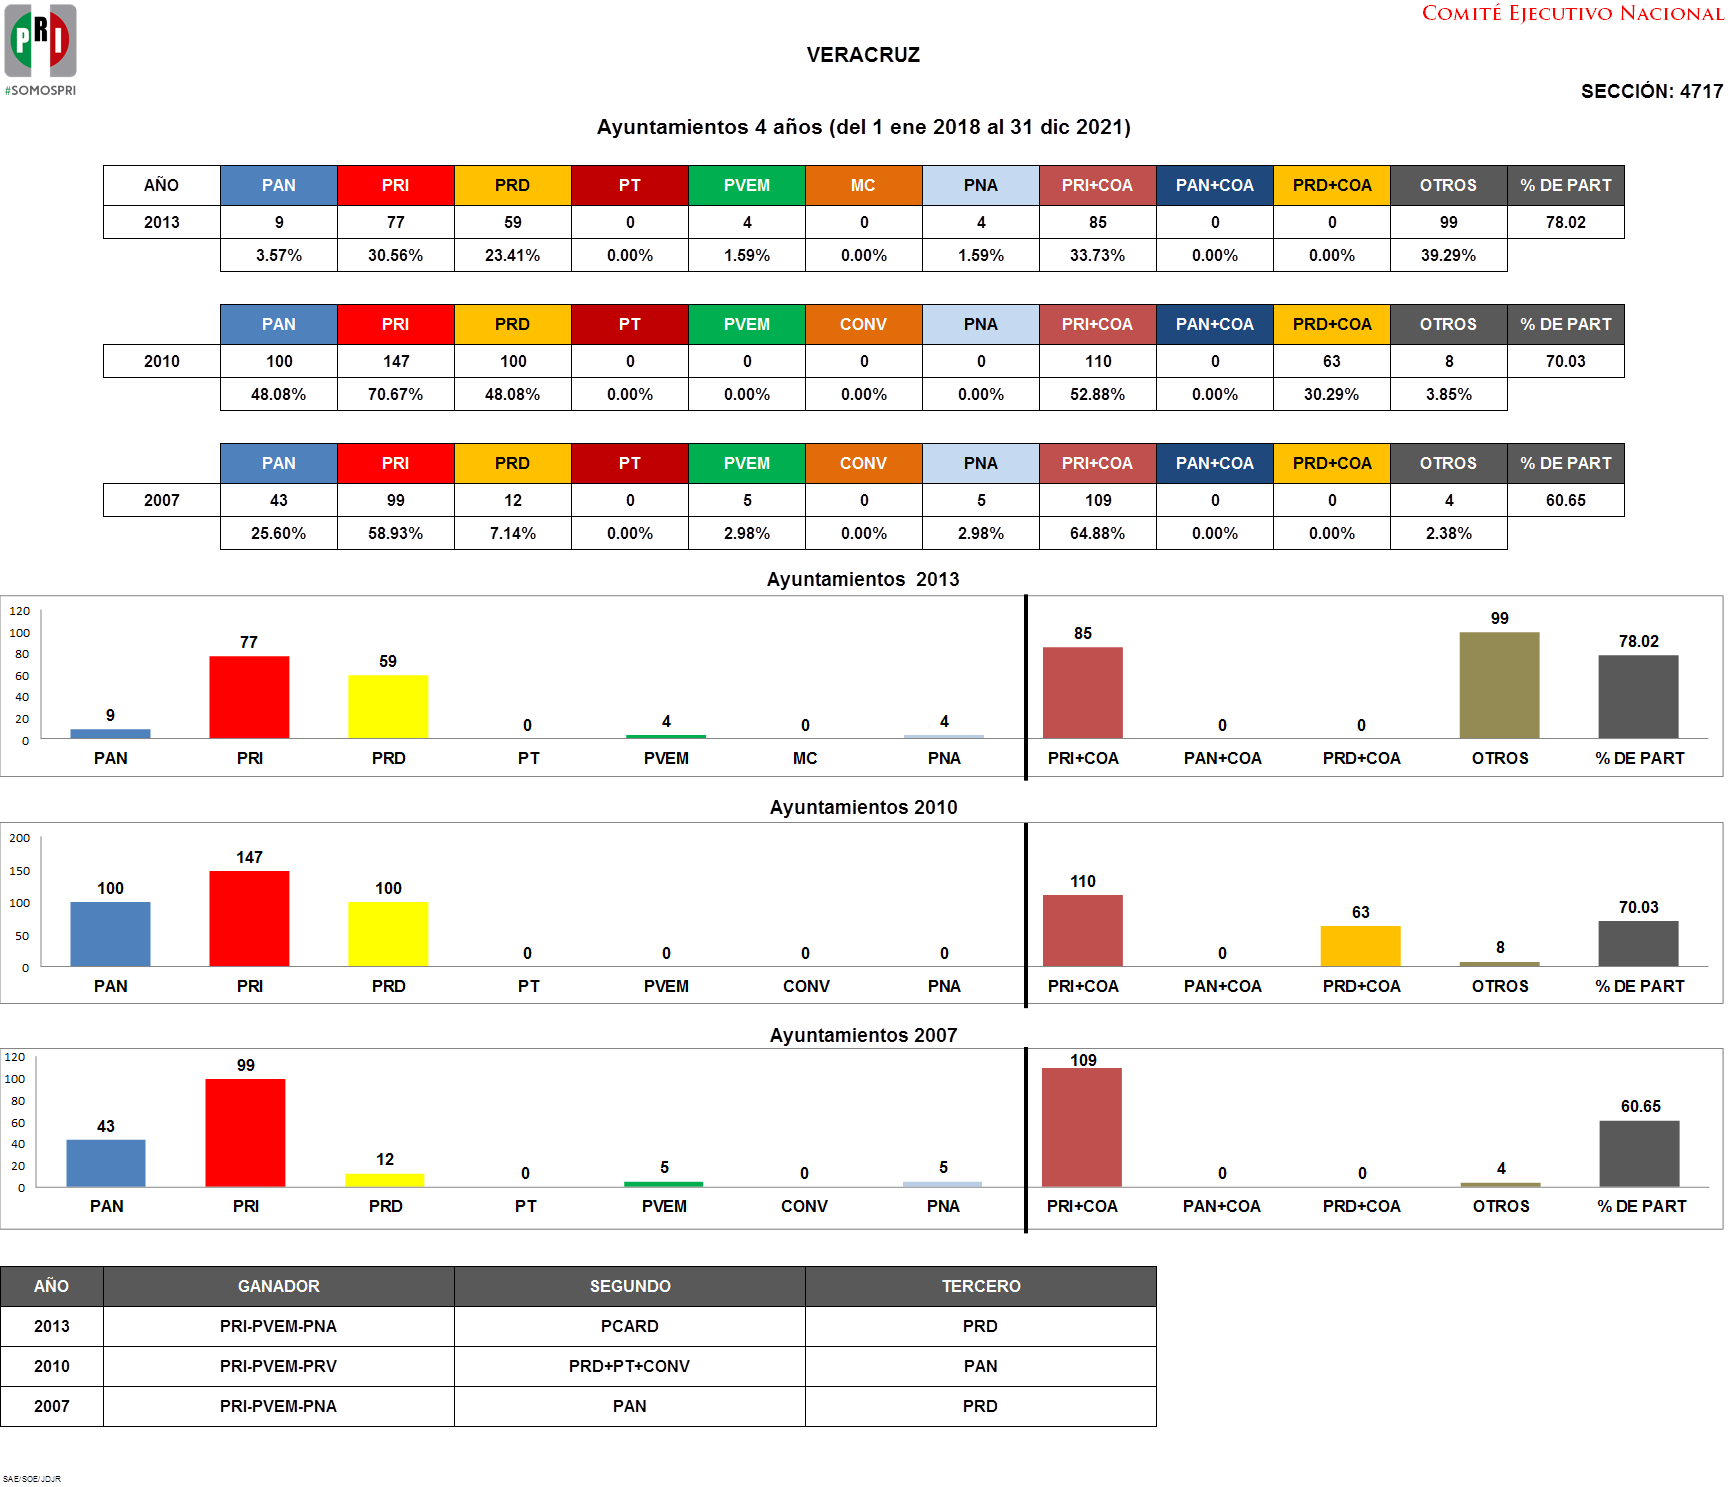 PRI
#SOMOSPRI
COMITÉ EJECUTIVO NACIONAL
VERACRUZ
SECCIÓN: 4717
Ayuntamientos 4 años (del 1 ene 2018 al 31 dic 2021)
AÑO PAN PRI PRD PT PVEM MC PNA PRI+COA PAN+COA PRD+COA OTROS % DE PART
2013 9 77 59 0 4 0 4 85 0 0 99 78.02
3.57% 30.56% 23.41% 0.00% 1.59% 0.00% 1.59% 33.73% 0.00% 0.00% 39.29%
PAN PRI PRD PT PVEM CONV PNA PRI+COA PAN+COA PRD+COA OTROS % DE PART
2010 100 147 100 0 0 0 0 110 0 63 8 70.03
48.08% 70.67% 48.08% 0.00% 0.00% 0.00% 0.00% 52.88% 0.00% 30.29% 3.85%
PAN PRI PRD PT PVEM CONV PNA PRI+COA PAN+COA PRD+COA OTROS % DE PART
2007 43 99 12 0 5 0 5 109 0 0 4 60.65
25.60% 58.93% 7.14% 0.00% 2.98% 0.00% 2.98% 64.88% 0.00% 0.00% 2.38%
Ayuntamientos 2013
120
100
80
60
40
20
0
9 77 59 0 4 0 4 85 0 0 99 78.02
PAN PRI PRD PT PVEM MC PNA PRI+COA PAN+COA PRD+COA OTROS % DE PART
Ayuntamientos 2010
200
150
100
50
0
100 147 100 0 0 0 0 110 0 63 8 70.03
PAN PRI PRD PT PVEM CONV PNA PRI+COA PAN+COA PRD+COA OTROS % DE PART
Ayuntamientos 2007
120
100
80
60
40
20
0
43 99 12 0 5 0 5 109 0 0 4 60.65
PAN PRI PRD PT PVEM CONV PNA PRI+COA PAN+COA PRD+COA OTROS % DE PART
AÑO GANADOR SEGUNDO TERCERO
2013 PRI-PVEM-PNA PCARD PRD
2010 PRI-PVEM-PRV PRD+PT+CONV PAN
2007 PRI-PVEM-PNA PAN PRD
SAE/SOE/JDJR